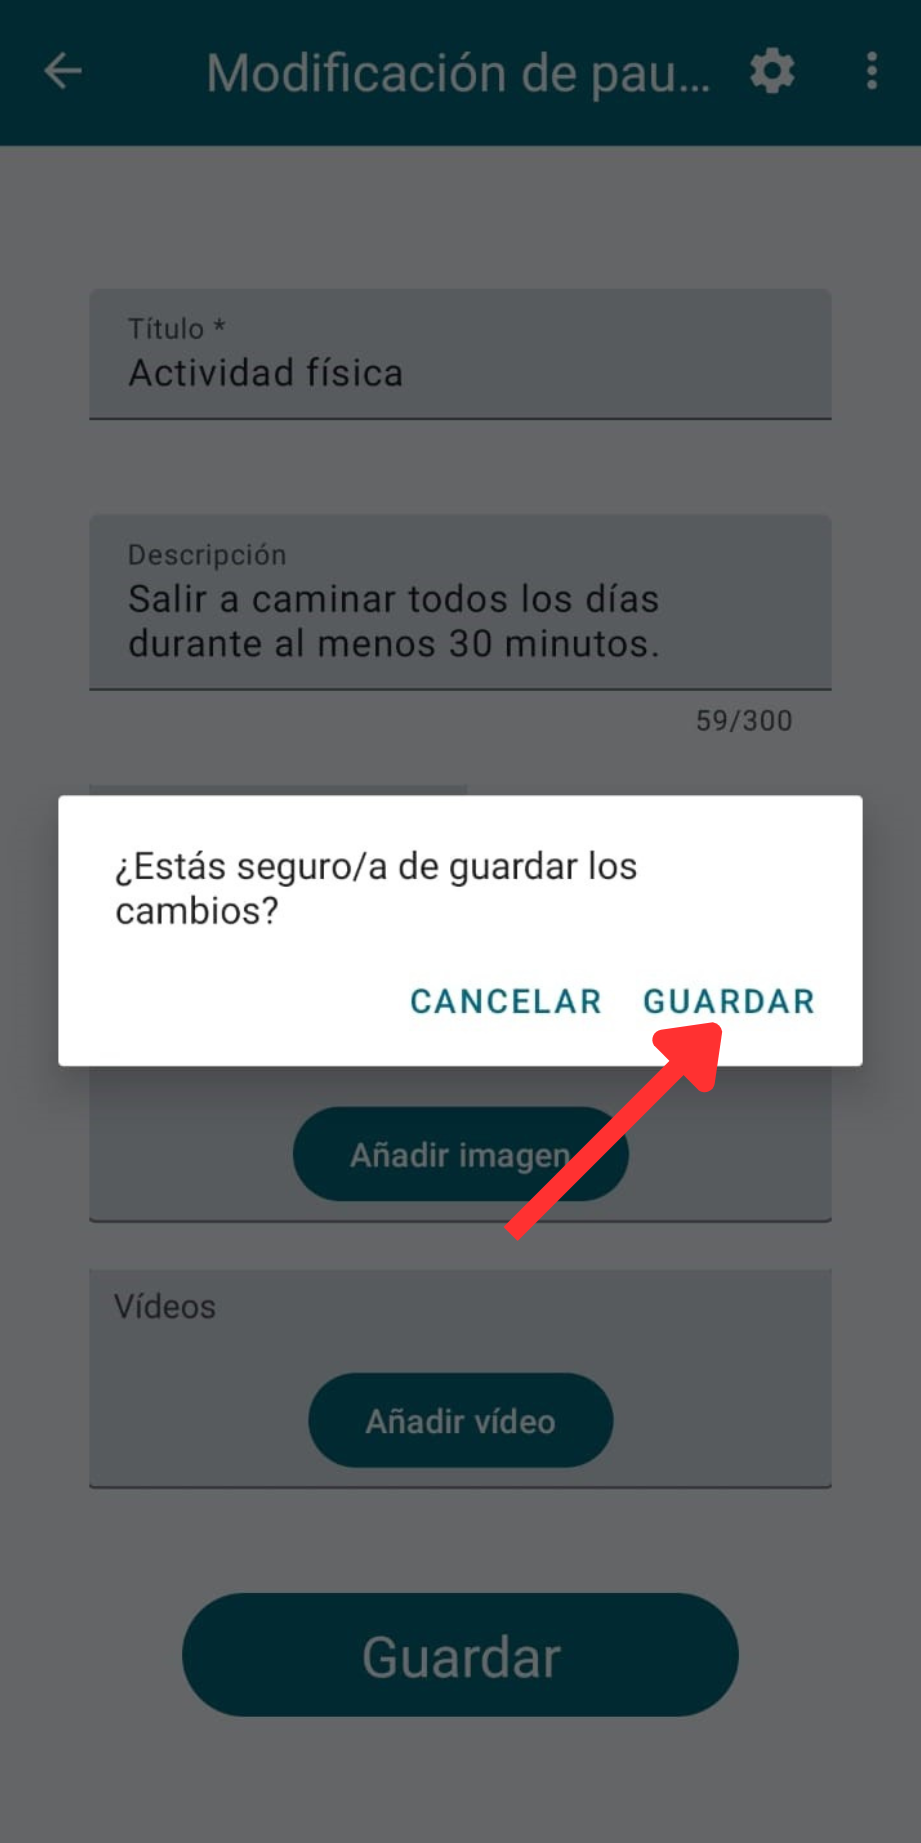 Modificación de pau...
Título *
Actividad física
Descripción
Salir a caminar todos los días
durante al menos 30 minutos.
59/300
¿Estás seguro/a de guardar los
cambios?
CANCELAR GUARDAR
Añadir imagen
Vídeos
Añadir vídeo
Guardar